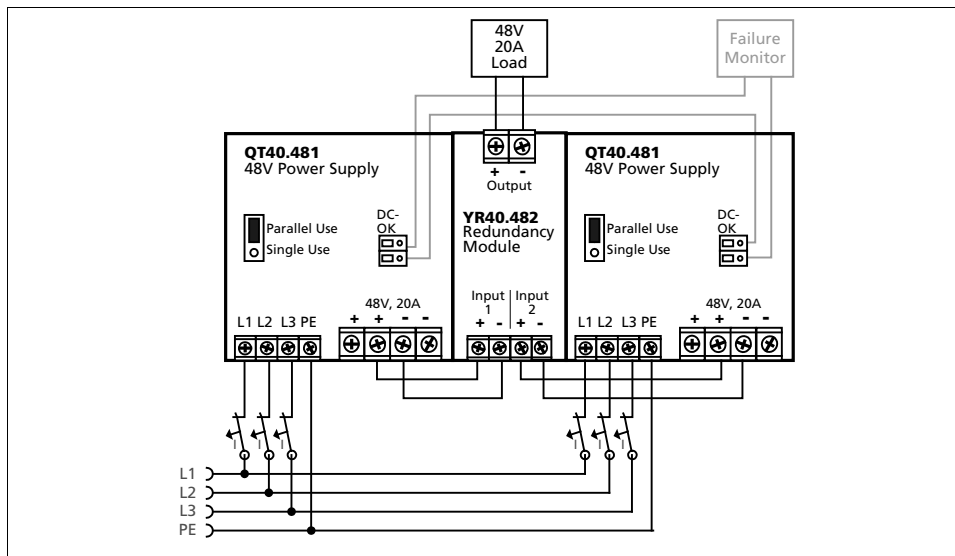 48V
20A
Load
Failure
Monitor
QT40.481
48V Power Supply
Parallel Use
Single Use
DC-
OK
+ -
Output
YR40.482
Redundancy
Module
QT40.481
48V Power Supply
Parallel Use
Single Use
DC-
OK
48V, 20A
+ + - -
L1 L2 L3 PE
Input
1
Input
2
+ - + -
48V, 20A
+ + - -
L1 L2 L3 PE
I I I
I I I
L1
L2
L3
PE